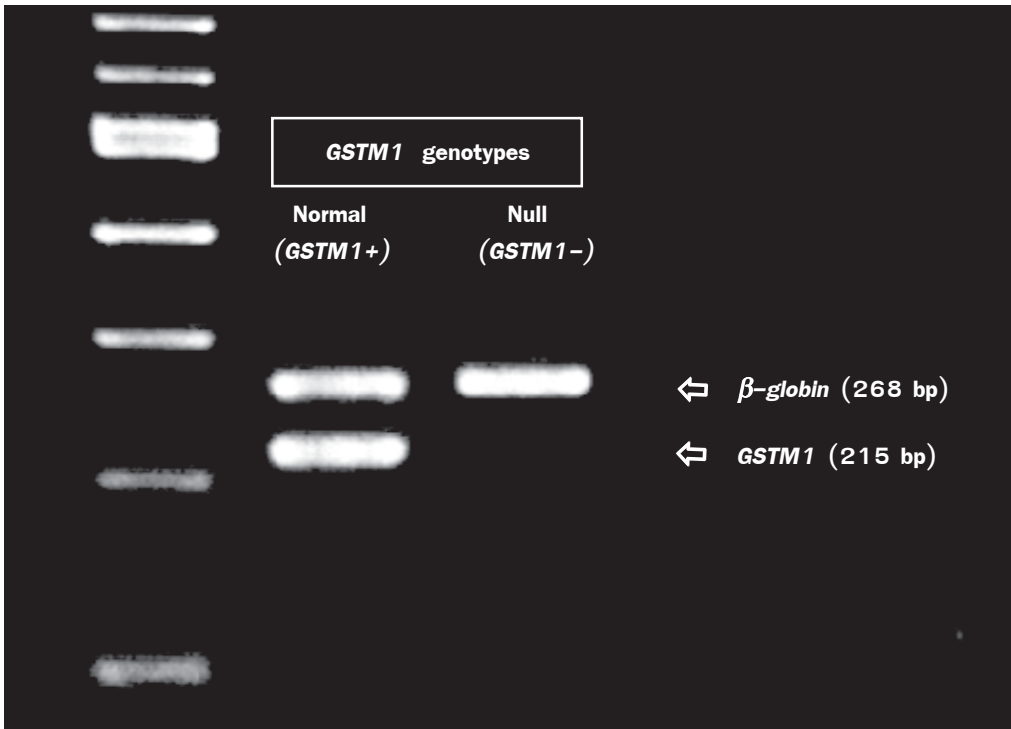 GSTM1 genotypes
Normal Null
(GSTM1+) (GSTM1–)
β–globin (268 bp)
GSTM1 (215 bp)